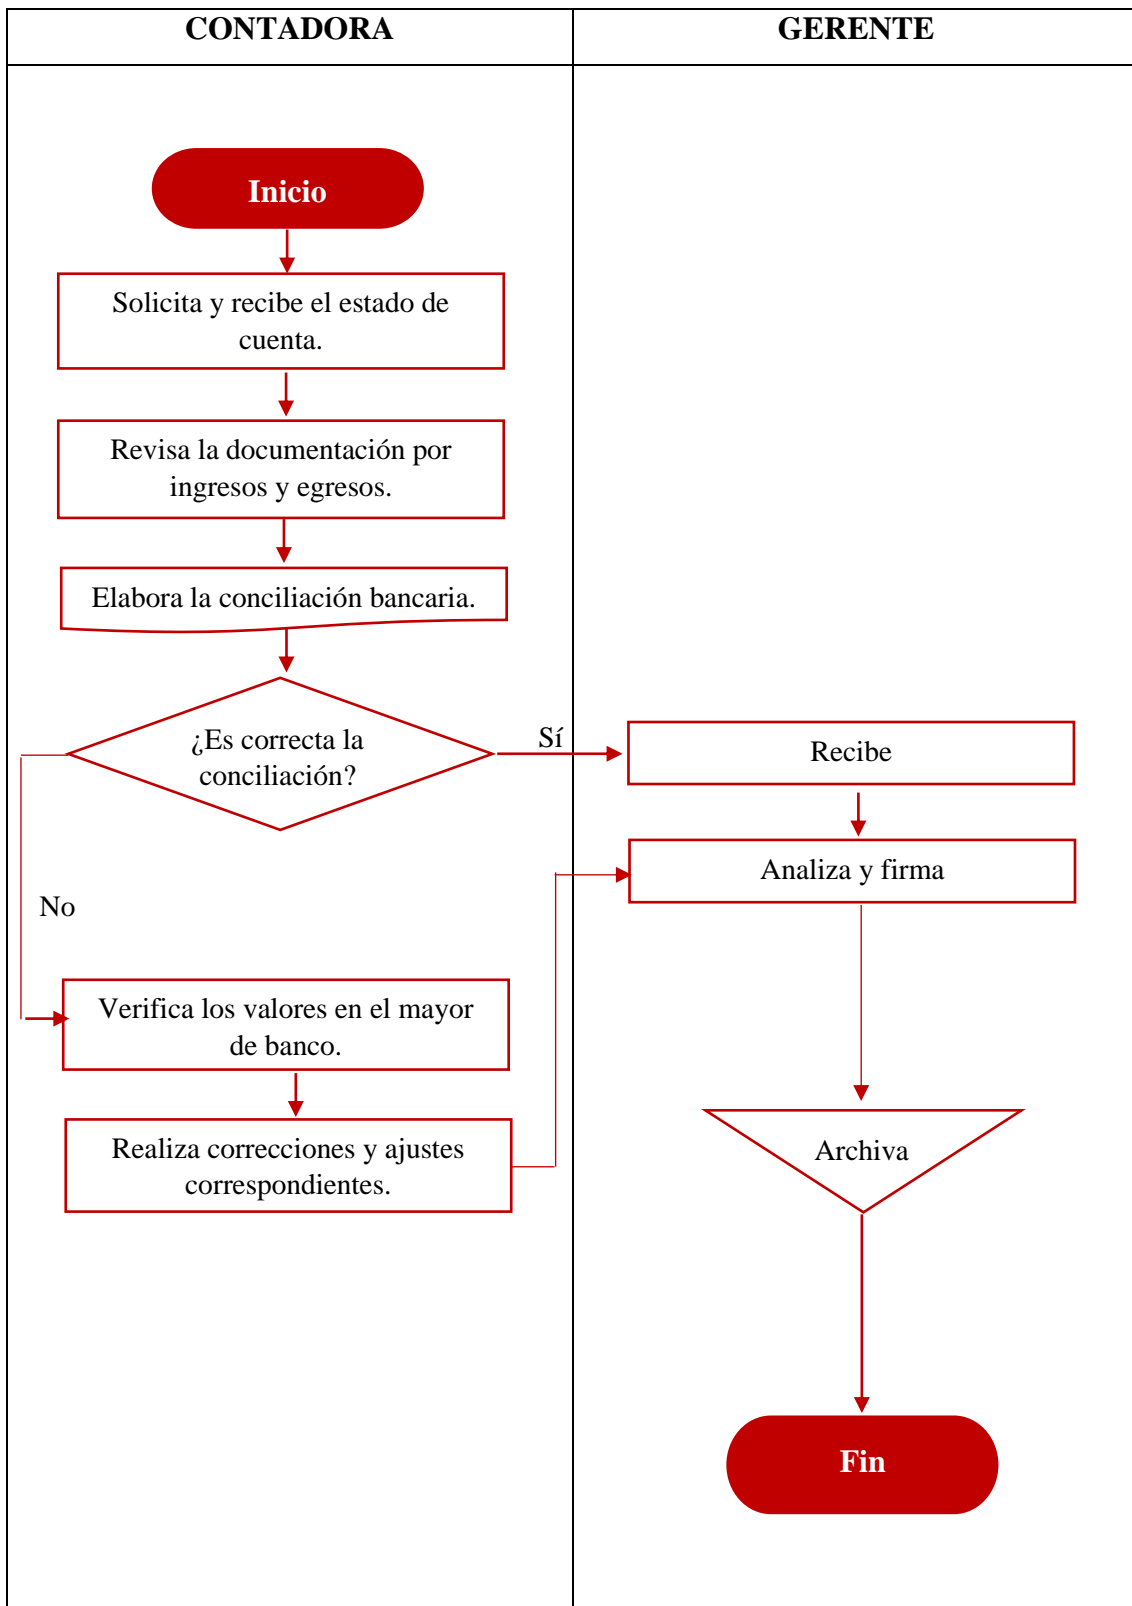 CONTADORA
GERENTE
Inicio
Solicita y recibe el estado de
cuenta.
Revisa la documentación por
ingresos y egresos.
Elabora la conciliación bancaria.
¿Es correcta la
conciliación?
Sí
Recibe
Analiza y firma
No
Verifica los valores en el mayor
de banco.
Realiza correcciones y ajustes
correspondientes.
Archiva
Fin